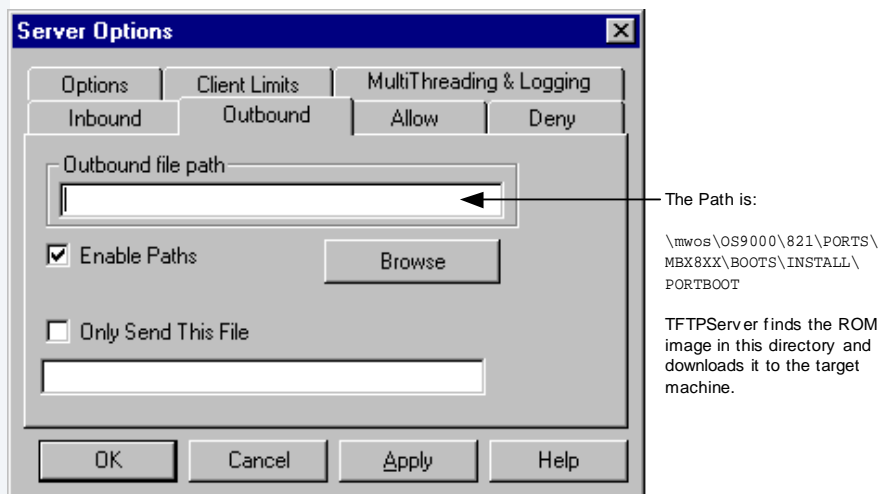 Server Options
Options Client Limits MultiThreading & Logging
Inbound Outbound Allow Deny
Outbound file path
Enable Paths
Browse
Only Send This File
OK Cancel Apply Help
The Path is:
\mwos\OS9000\821\PORTS\
MBX8XX\BOOTS\INSTALL\
PORTBOOT
TFTPServer finds the ROM
image in this directory and
downloads it to the target
machine.